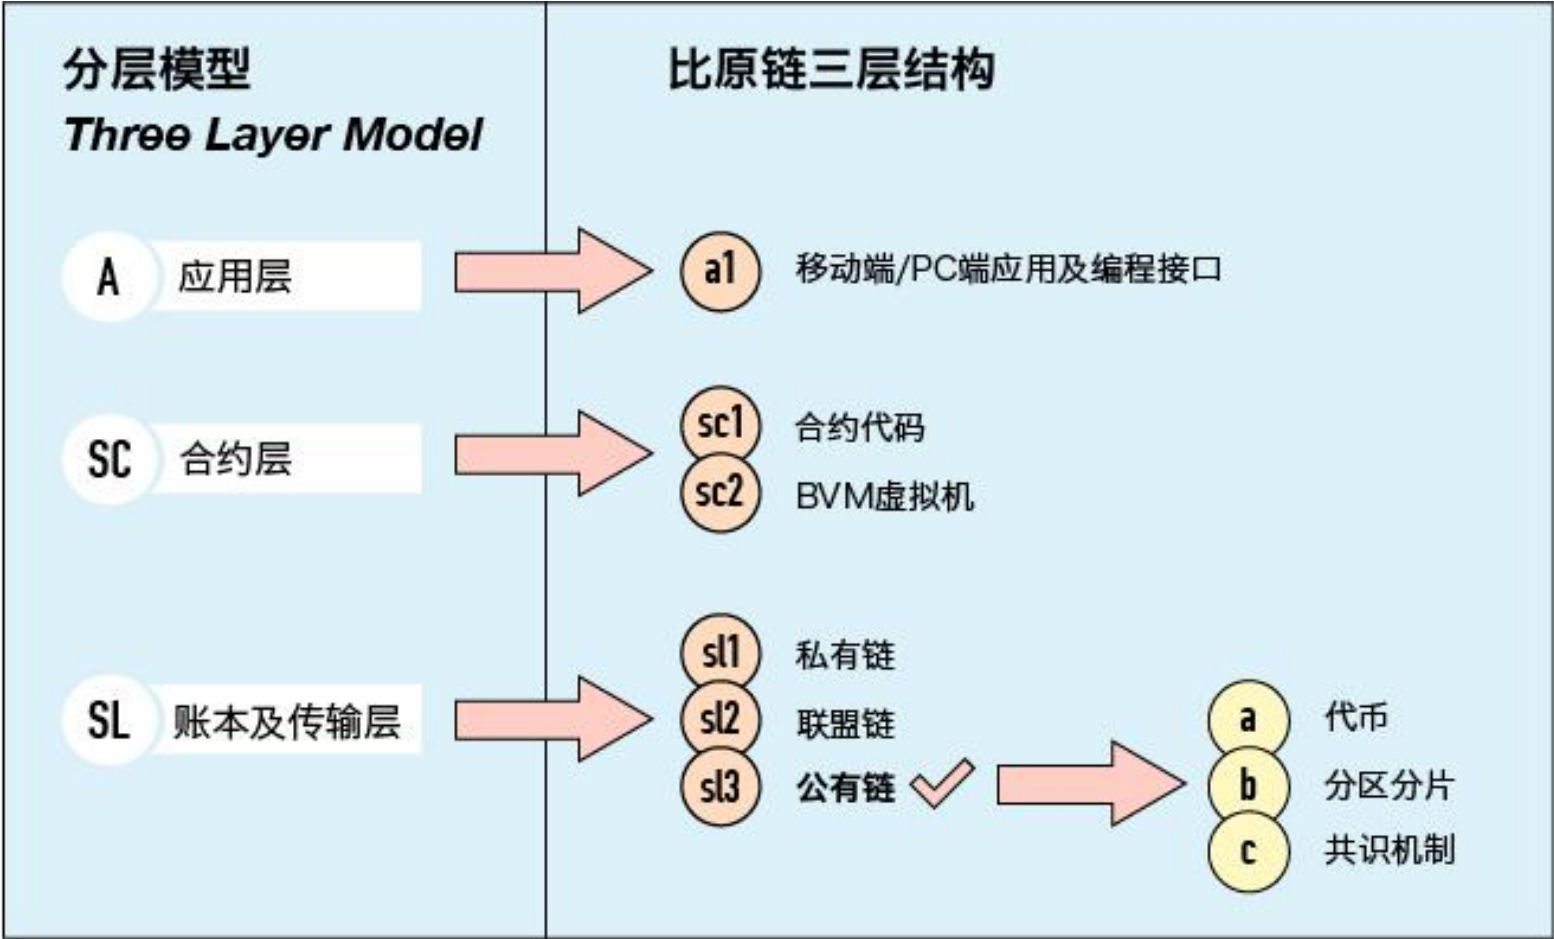 分层模型
Three Layer Model
比原链三层结构
A 应用层
a1 移动端/PC端应用及编程接口
SC 合约层
sc1 合约代码
sc2 BVM虚拟机
SL 账本及传输层
sl1 私有链
sl2 联盟链
sl3 公有链
a 代币
b 分区分片
c 共识机制